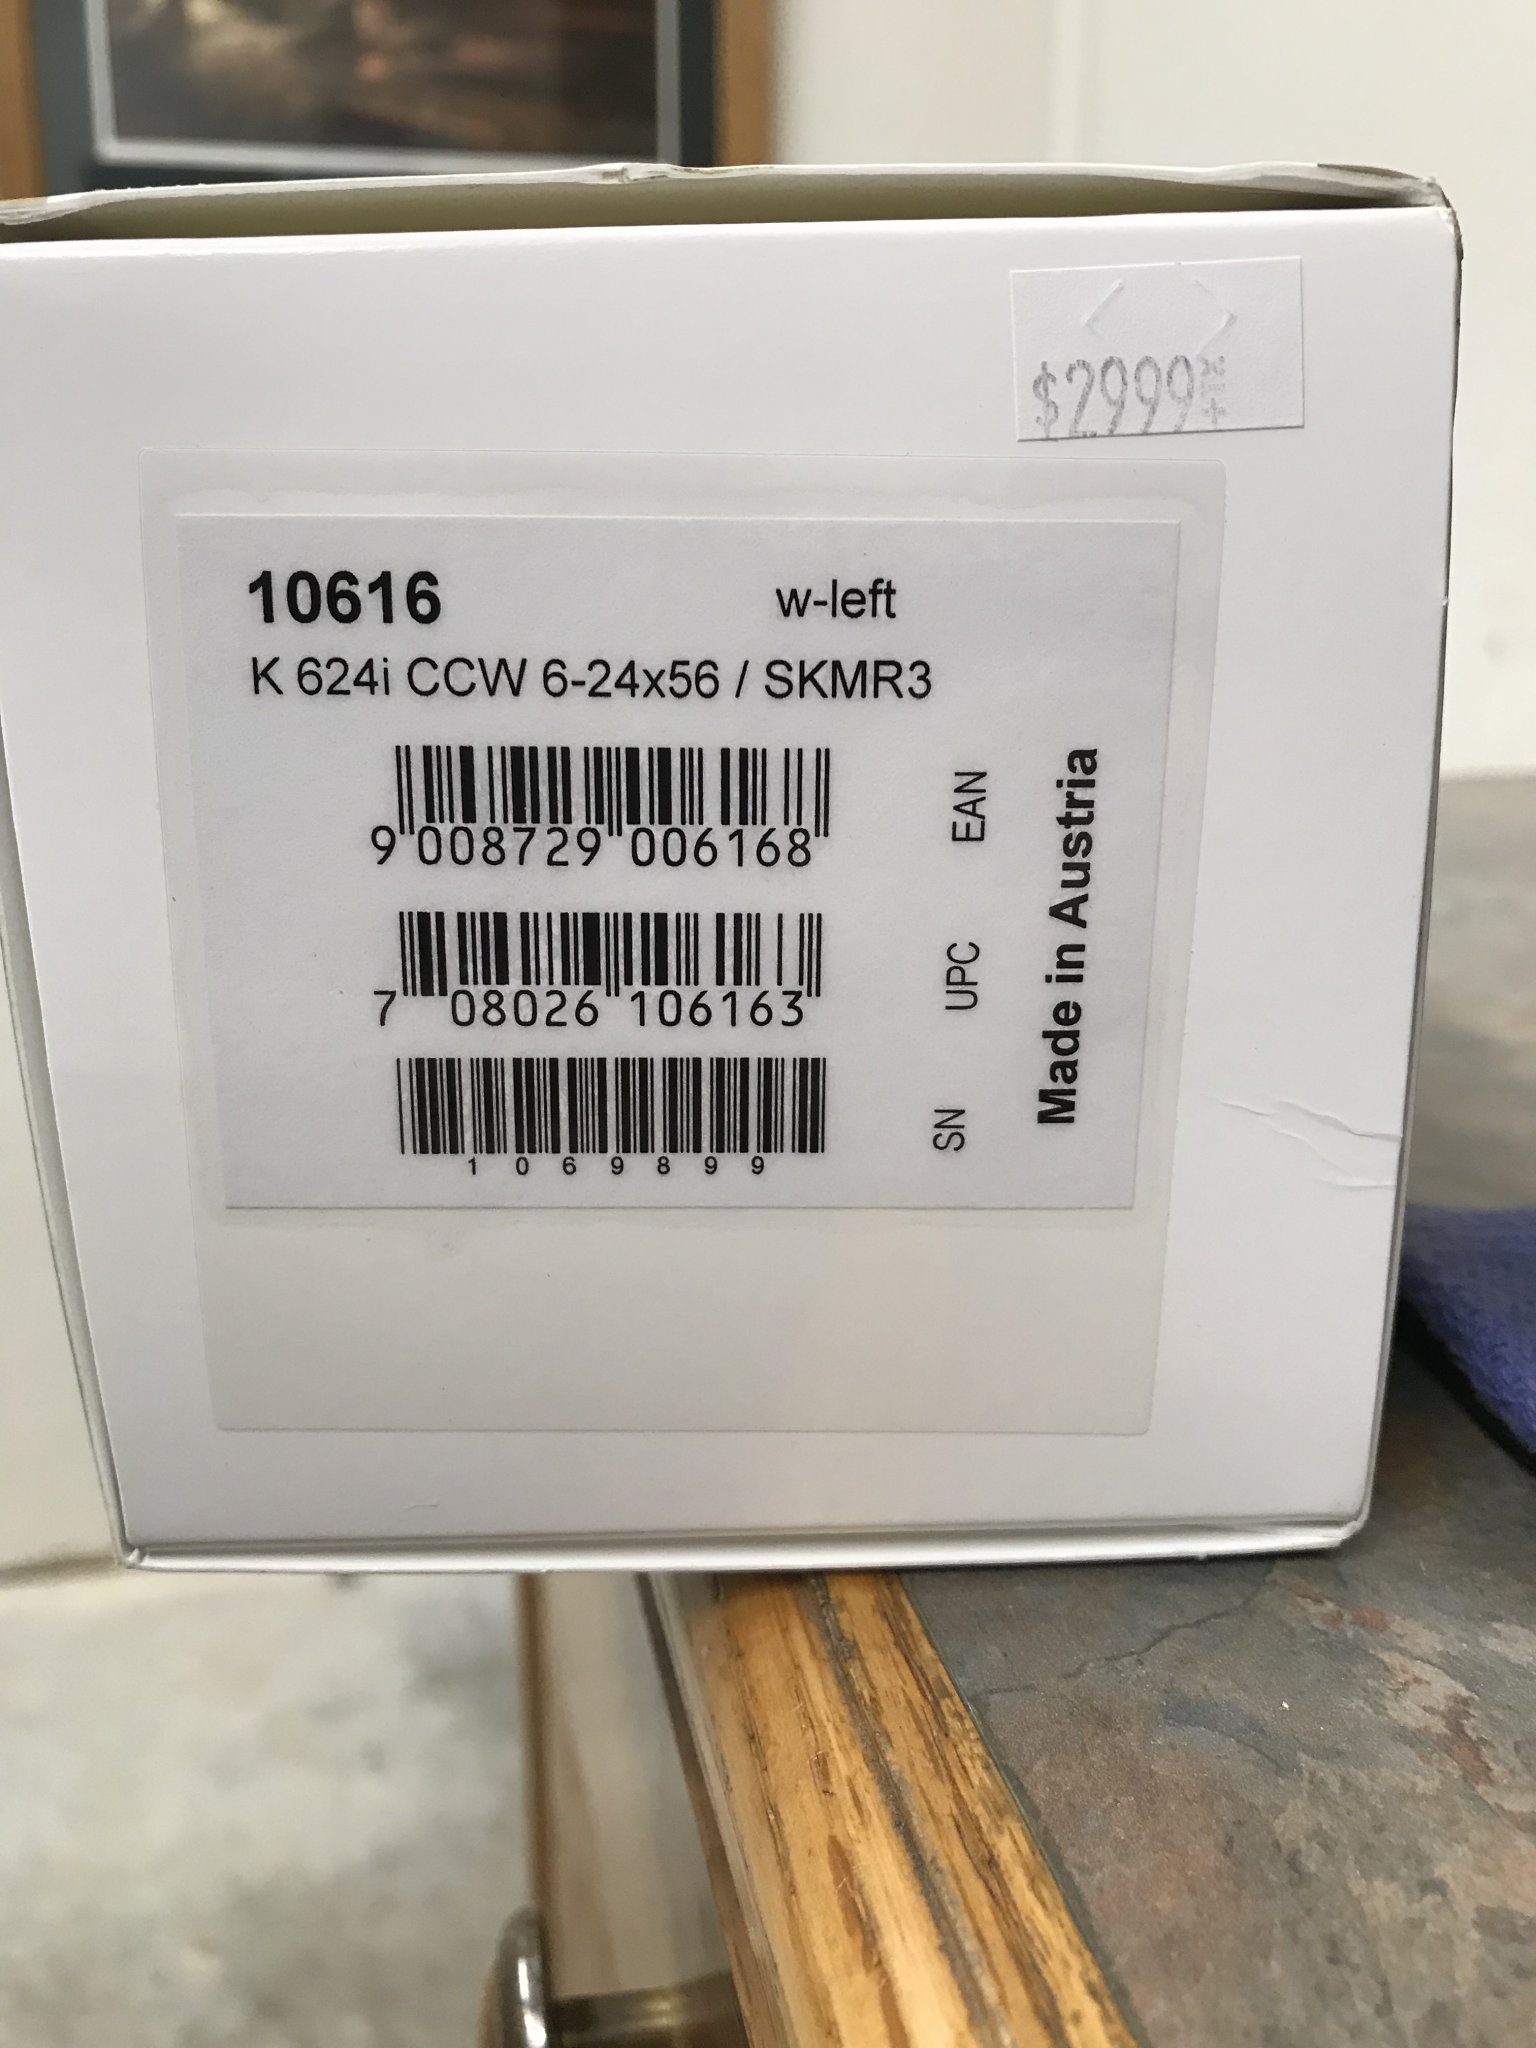 $2999
10616 w-left
K 624i CCW 6-24x56 / SKMR3
9 008729 006168 EAN
7 08026 106163 UPC
1069899 SN
Made in Austria